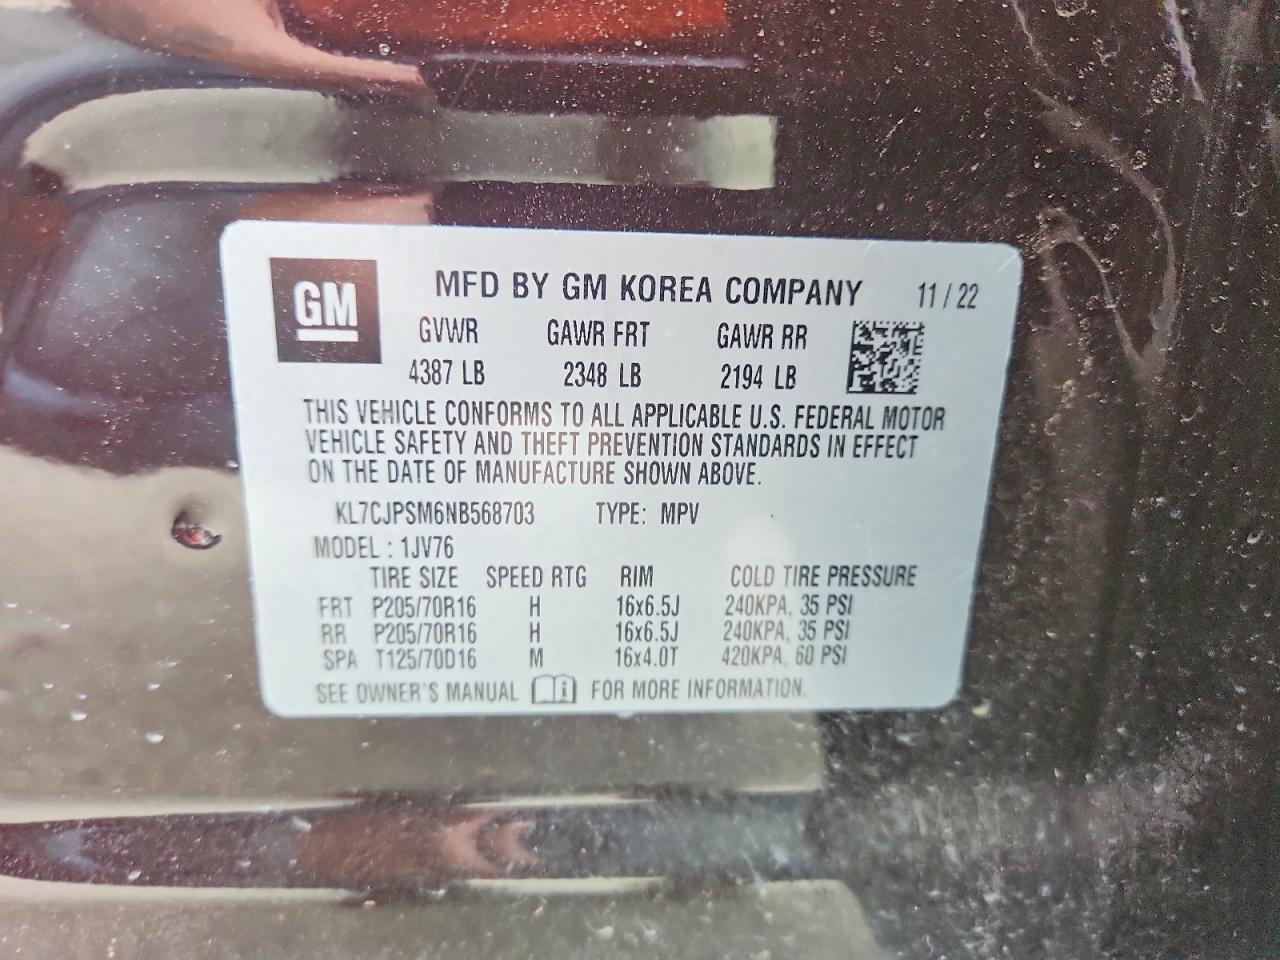 GM MFD BY GM KOREA COMPANY 11 / 22
GVWR GAWR FRT GAWR RR
4387 LB 2348 LB 2194 LB
THIS VEHICLE CONFORMS TO ALL APPLICABLE U.S. FEDERAL MOTOR
VEHICLE SAFETY AND THEFT PREVENTION STANDARDS IN EFFECT
ON THE DATE OF MANUFACTURE SHOWN ABOVE.
KL7CJPSM6NB568703 TYPE: MPV
MODEL : 1JV76
TIRE SIZE SPEED RTG RIM COLD TIRE PRESSURE
FRT P205/70R16 H 16x6.5J 240KPA, 35 PSI
RR P205/70R16 H 16x6.5J 240KPA, 35 PSI
SPA T125/70D16 M 16x4.0T 420KPA, 60 PSI
SEE OWNER'S MANUAL i FOR MORE INFORMATION.